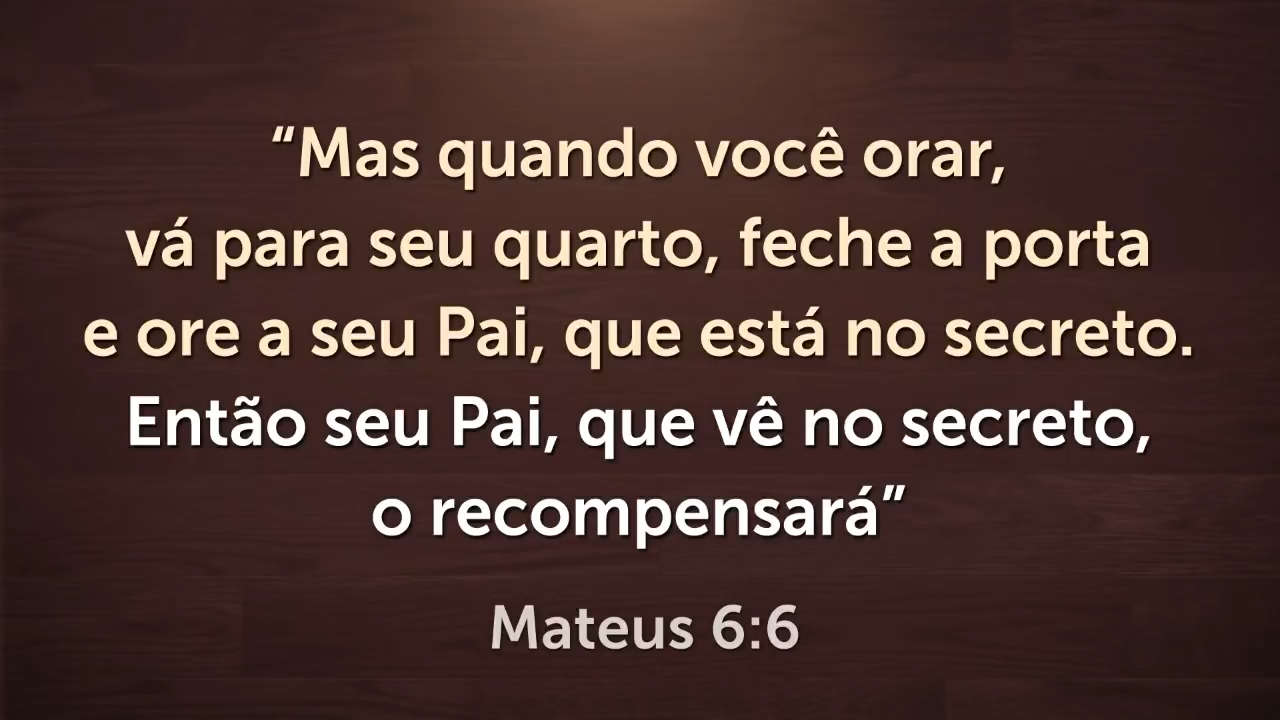 “Mas quando você orar,
vá para seu quarto, feche a porta
e ore a seu Pai, que está no secreto.
Então seu Pai, que vê no secreto,
o recompensará”
Mateus 6:6